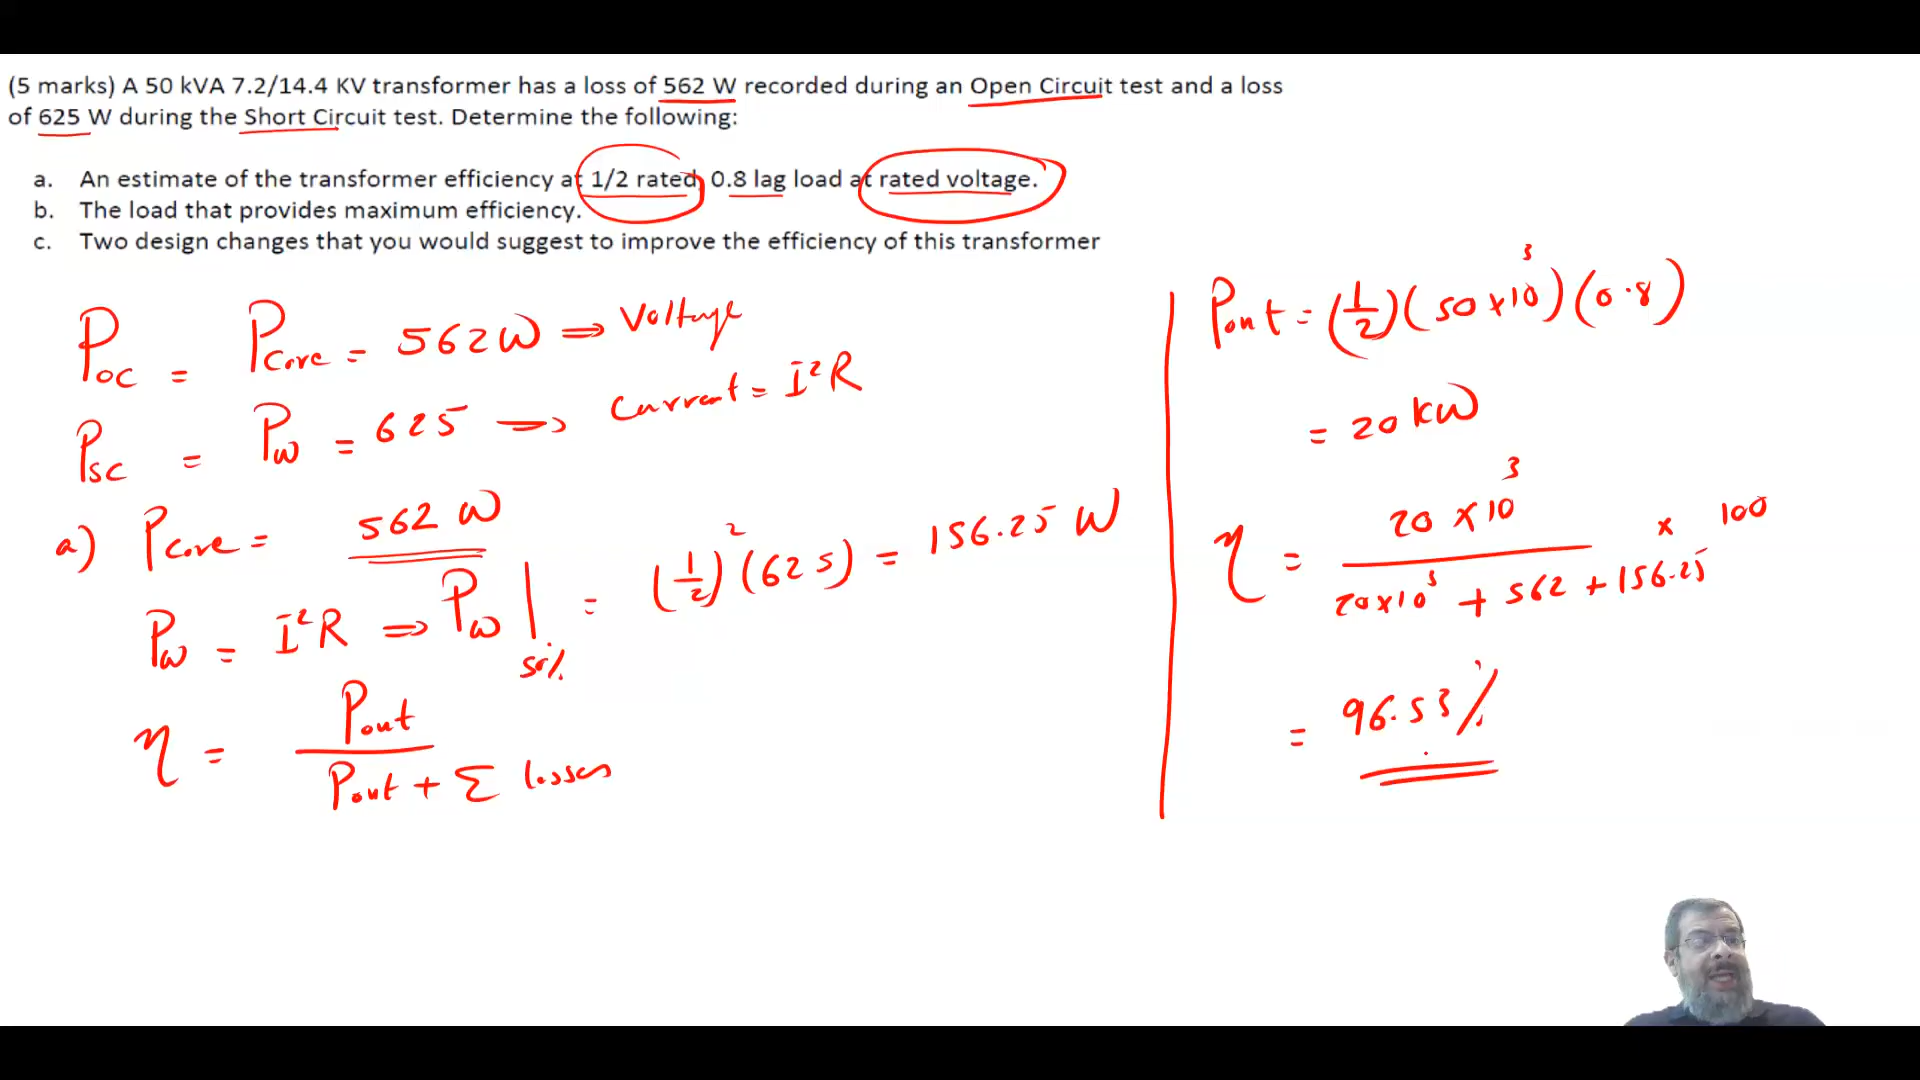 (5 marks) A 50 kVA 7.2/14.4 KV transformer has a loss of 562 W recorded during an Open Circuit test and a loss
of 625 W during the Short Circuit test. Determine the following:
a. An estimate of the transformer efficiency at 1/2 rated, 0.8 lag load at rated voltage.
b. The load that provides maximum efficiency.
c. Two design changes that you would suggest to improve the efficiency of this transformer
Poc = Pcore = 562W ⇒ Voltage
Psc = Pw = 625 ⇒ Current = I²R
a) Pcore = 562 W
Pw = I²R ⇒ Pw | 50% = (1/2)² (625) = 156.25 W
η = Pout / Pout + Σ losses
Pout = (1/2)(50×10³)(0.8)
= 20 kW
η = 20 × 10³ / 20×10³ + 562 + 156.25 × 100
= 96.53 %